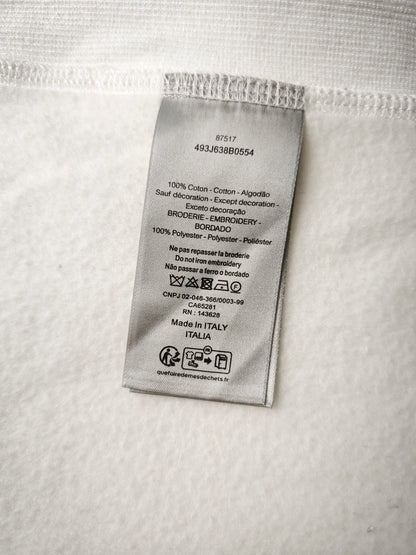 87517
493J638B0554
100% Coton - Cotton - Algodão
Sauf décoration - Except decoration -
Exceto decoração
BRODERIE - EMBROIDERY -
BORDADO
100% Polyester - Polyester - Poliéster
Ne pas repasser la broderie
Do not iron embroidery
Não passar a ferro o bordado
CNPJ 02-046-366/0003-99
CA65281
RN : 143628
Made In ITALY
ITALIA
quefairedemesdechets.fr